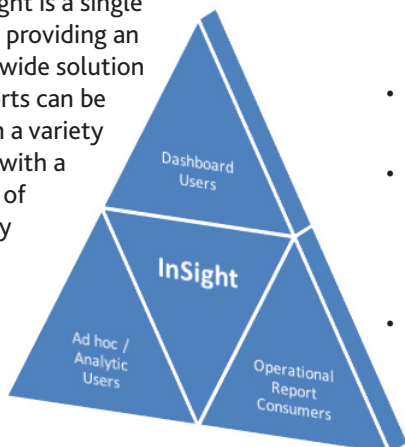 ght is a single
providing an
wide solution
rts can be
n a variety
with a
of
y
•
•
•
Dashboard
Users
InSight
Ad hoc /
Analytic
Users
Operational
Report
Consumers